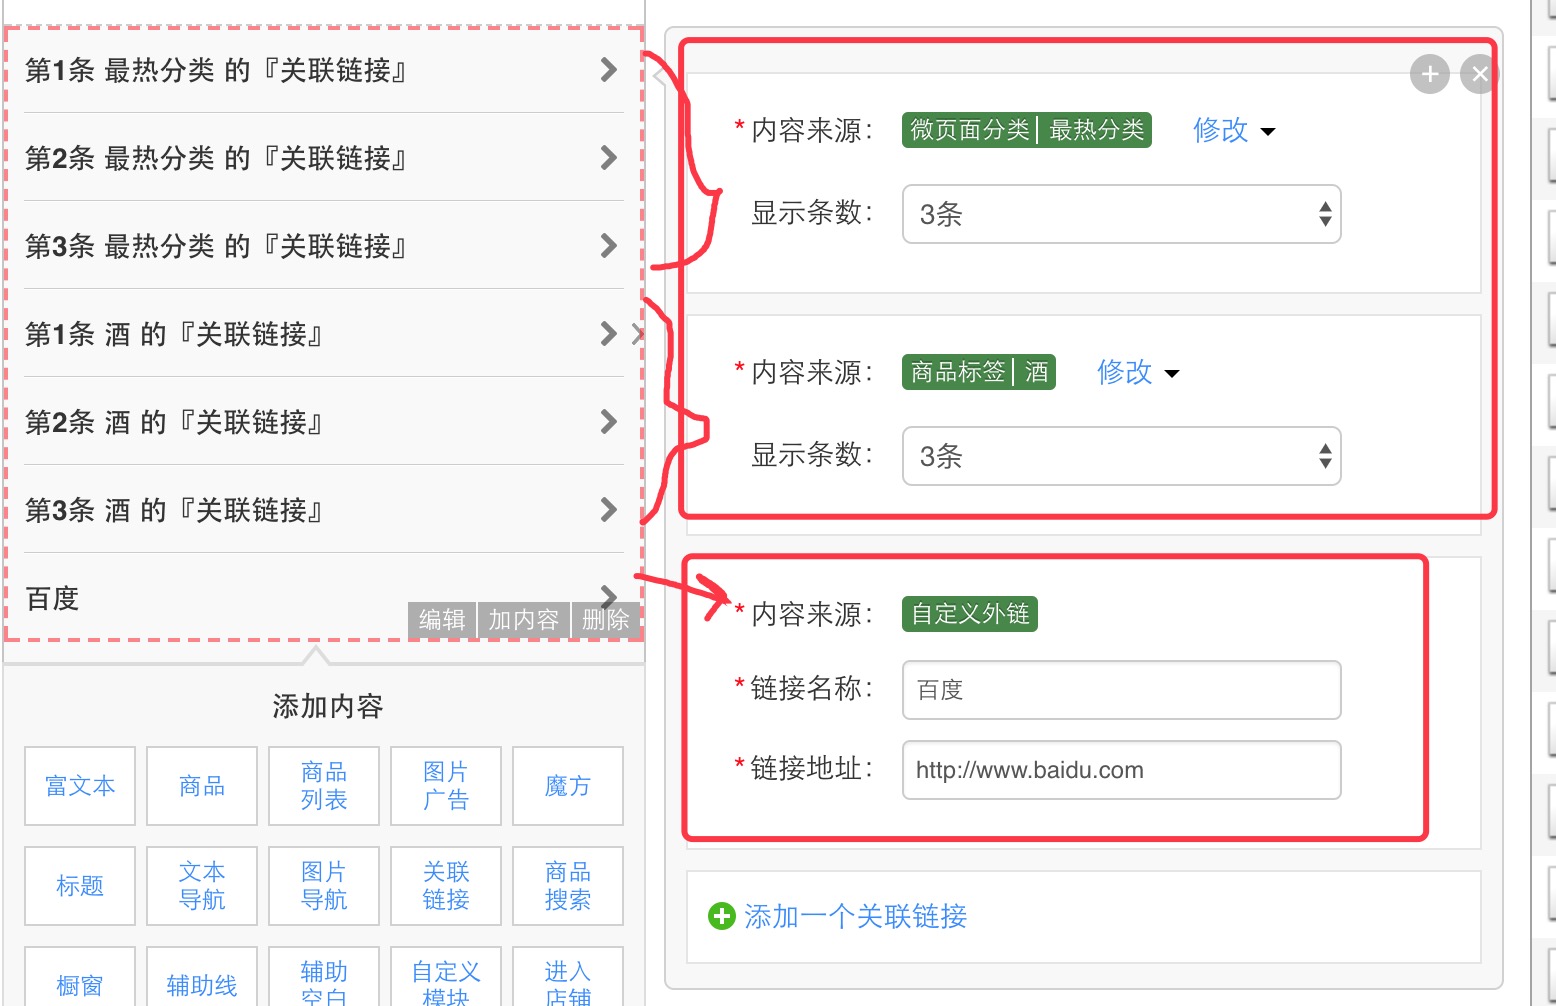 第1条 最热分类 的『关联链接』
第2条 最热分类 的『关联链接』
第3条 最热分类 的『关联链接』
第1条 酒 的『关联链接』
第2条 酒 的『关联链接』
第3条 酒 的『关联链接』
百度
编辑 加内容 删除
添加内容
富文本
商品
商品
列表
图片
广告
魔方
标题
文本
导航
图片
导航
关联
链接
商品
搜索
橱窗
辅助线
辅助
空白
自定义
模块
进入
店铺
*内容来源： 微页面分类| 最热分类 修改
显示条数： 3条
*内容来源： 商品标签| 酒 修改
显示条数： 3条
*内容来源： 自定义外链
*链接名称： 百度
*链接地址： http://www.baidu.com
添加一个关联链接